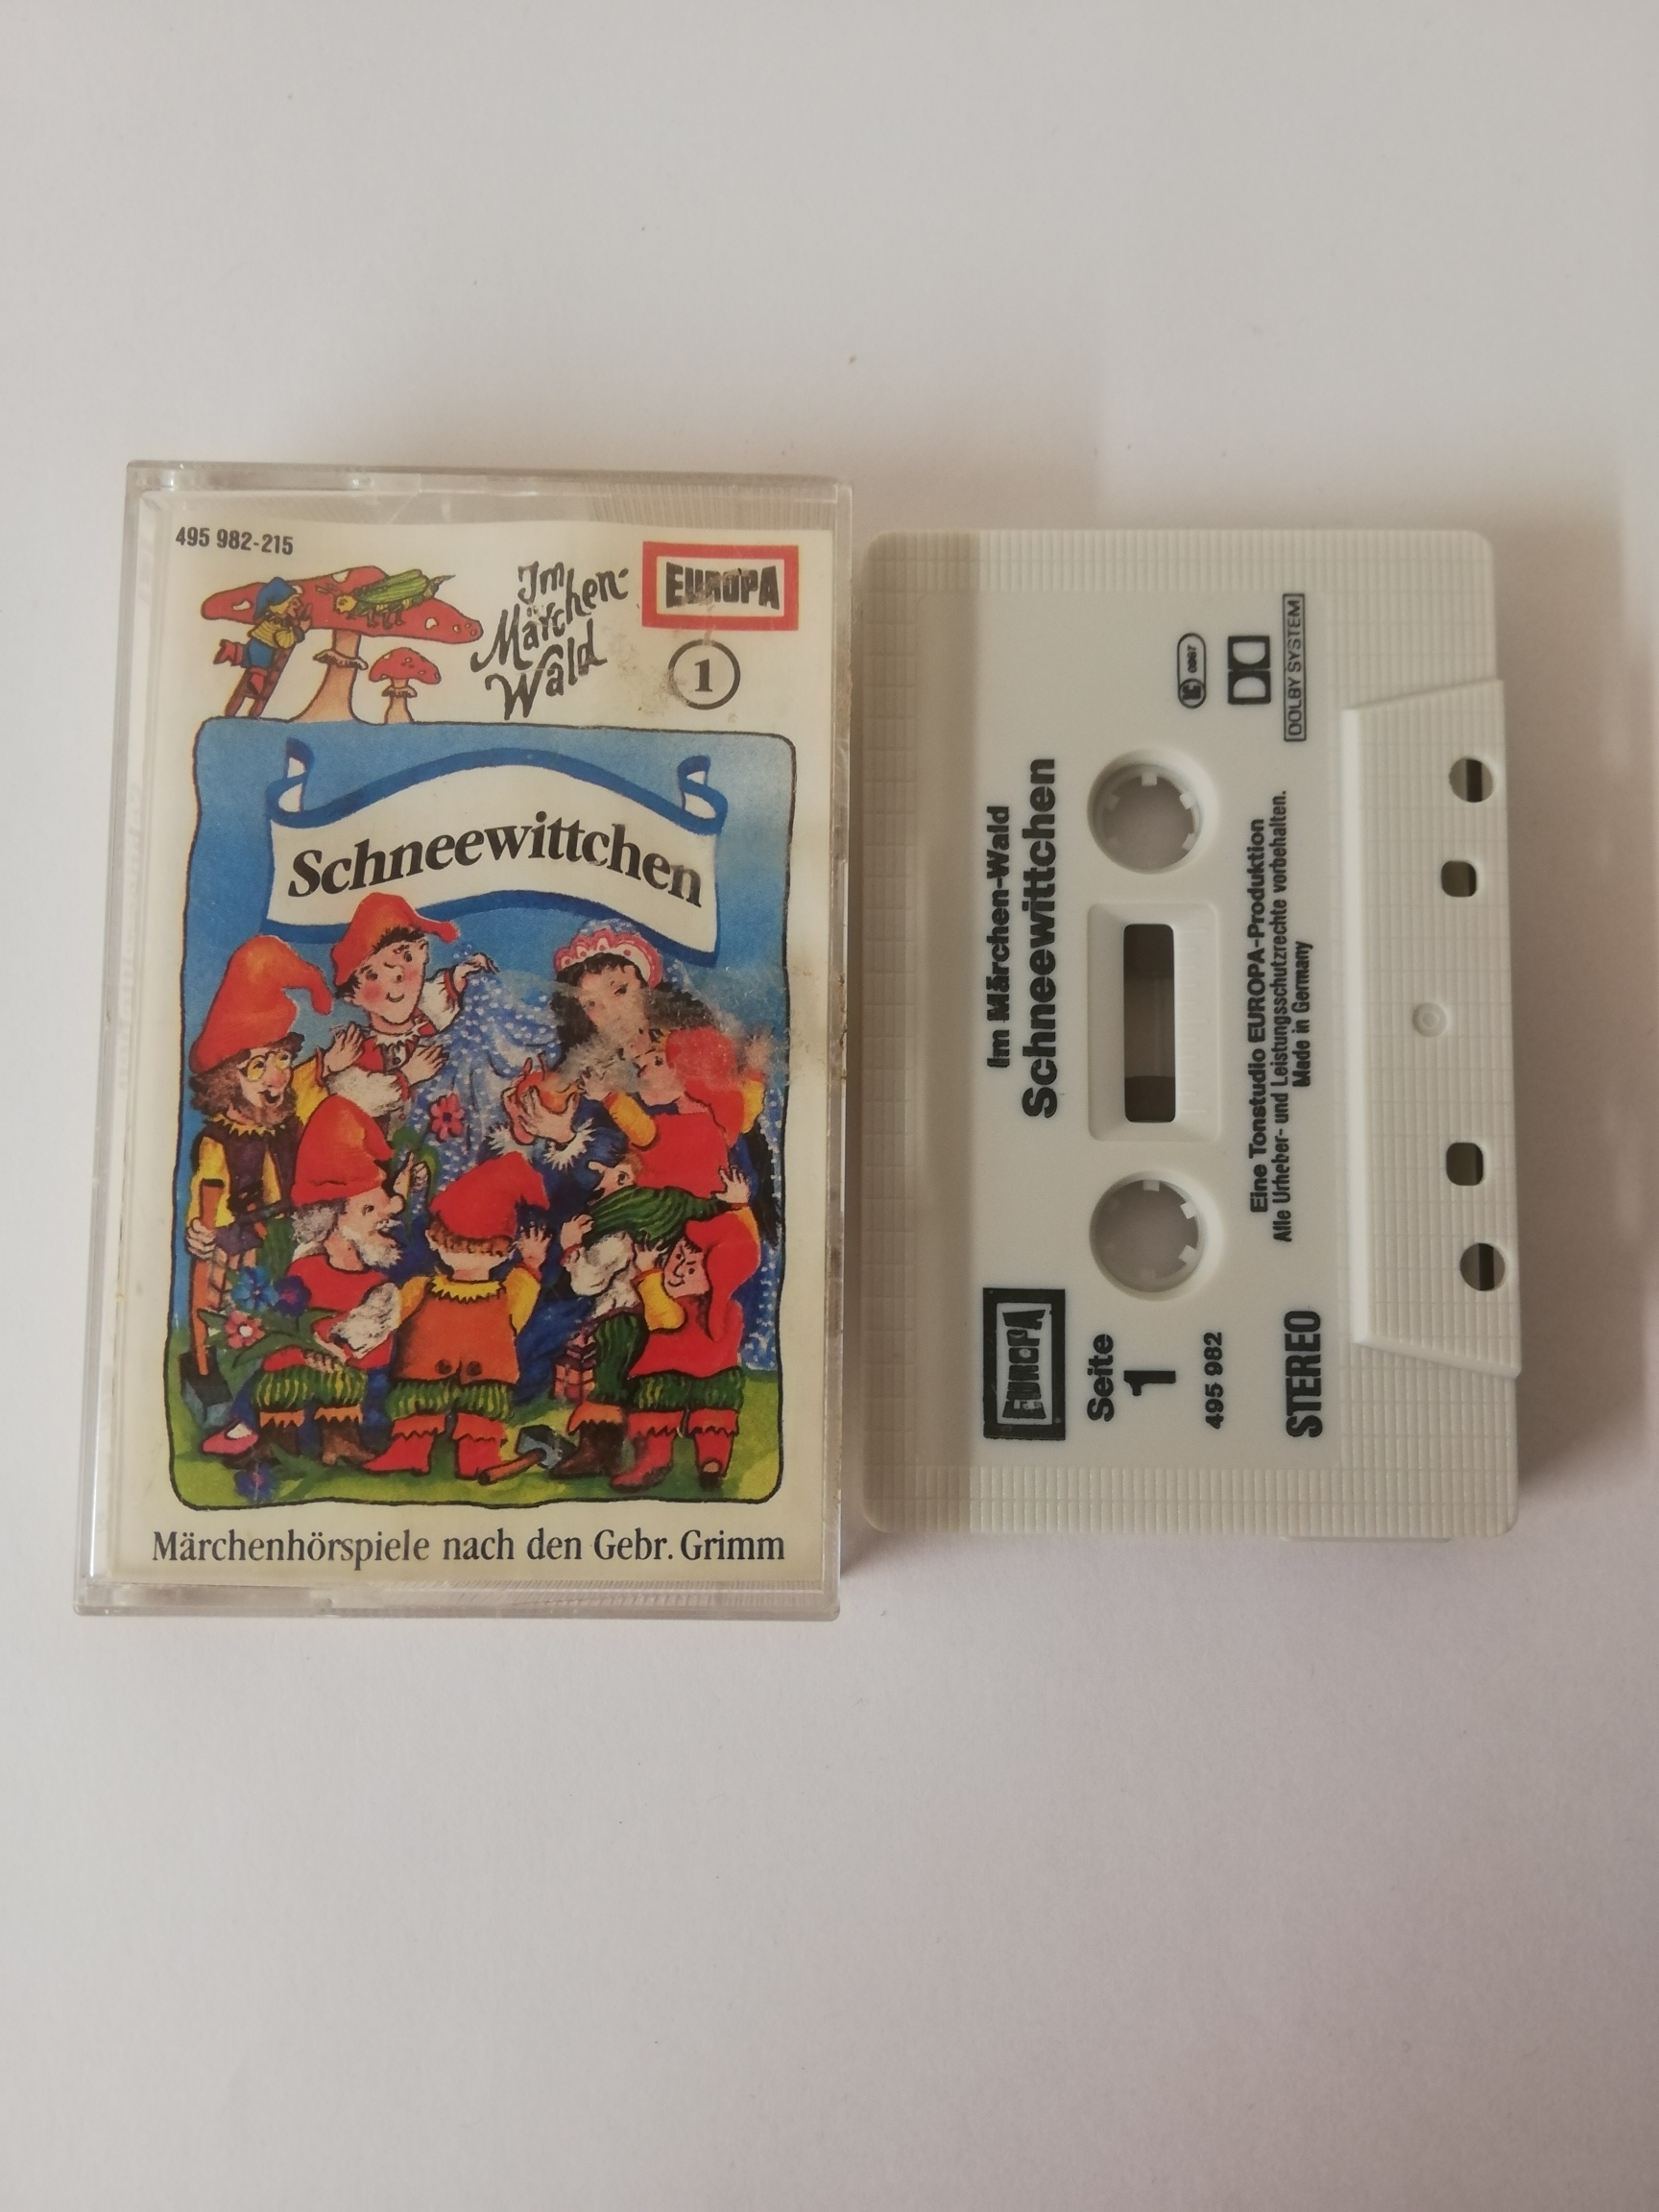 495 982-215
Im
Märchen-
Wald
EUROPA
1
Schneewittchen
Märchenhörspiele nach den Gebr. Grimm
Im Märchen-Wald
Schneewittchen
EUROPA
Seite
1
495 982
STEREO
Eine Tonstudio EUROPA-Produktion
Alle Urheber- und Leistungsschutzrechte vorbehalten.
Made in Germany
DOLBY SYSTEM